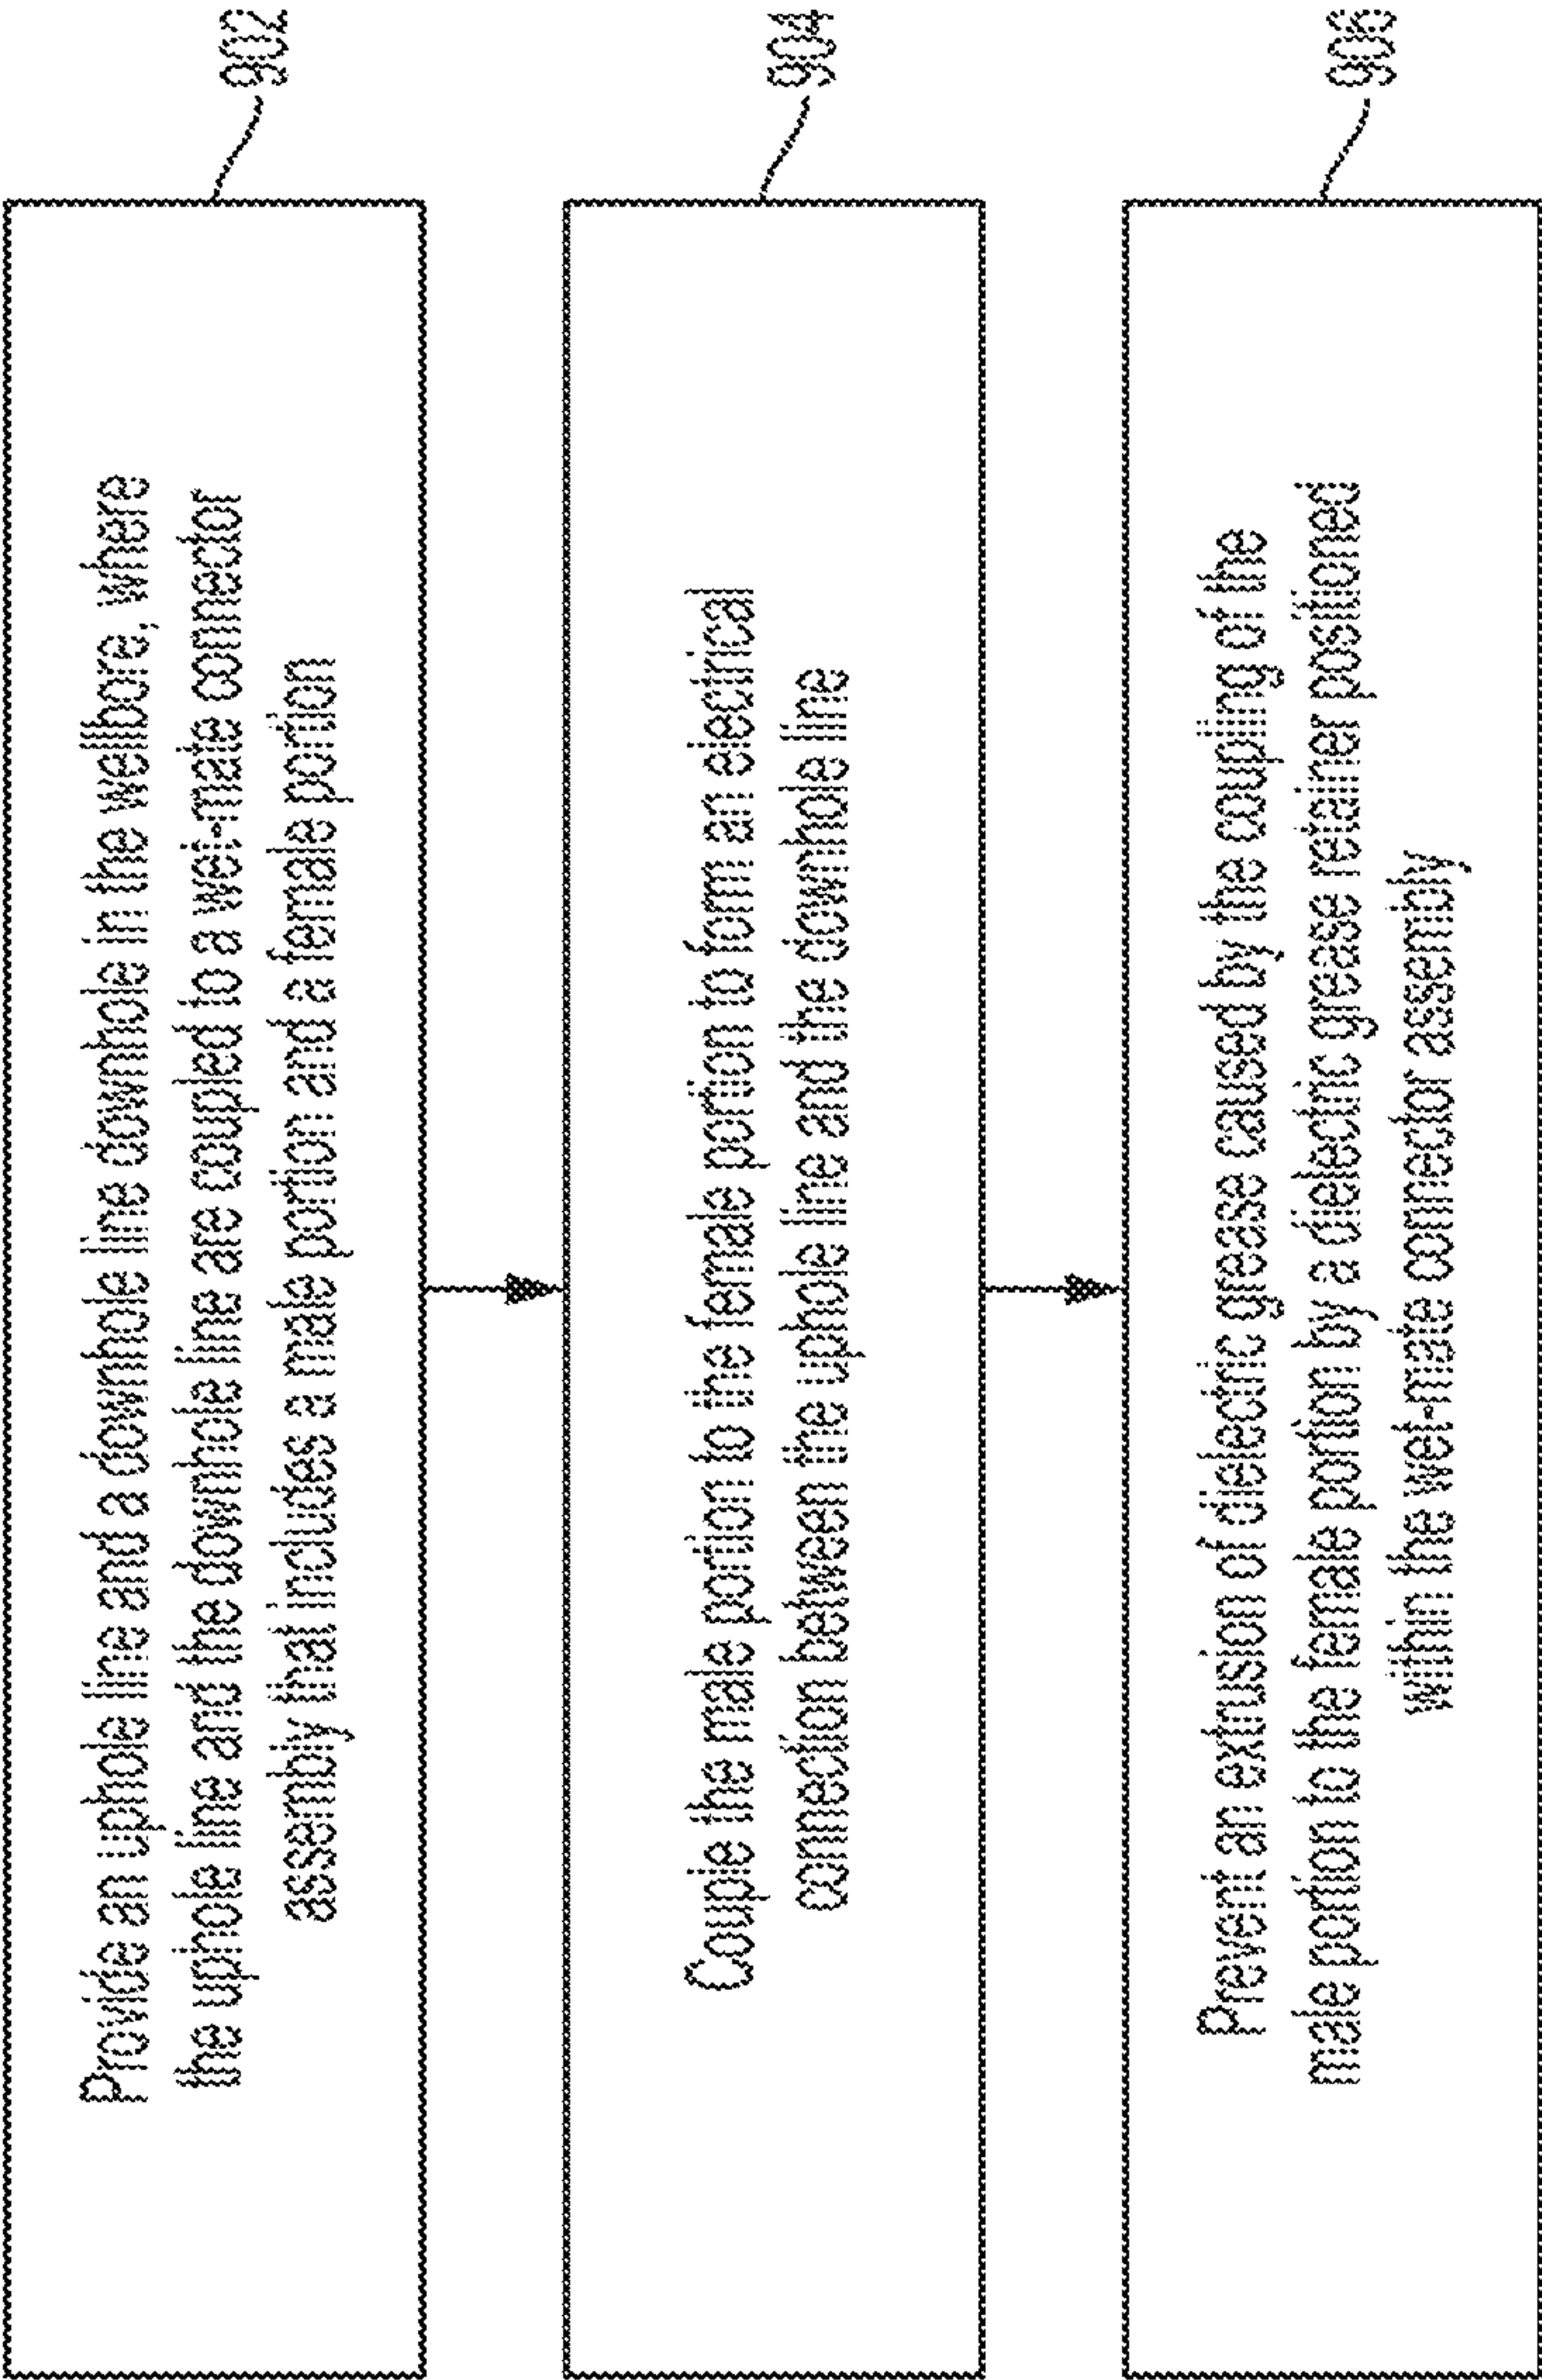 Provide an uphole line and a downhole line downhole in the wellbore, where
the uphole line and the downhole line are coupled to a wet-mate connector
assembly that includes a male portion and a female portion
902
Couple the male portion to the female portion to form an electrical
connection between the uphole line and the downhole line
904
Prevent an extrusion of dielectric grease caused by the coupling of the
male portion to the female portion by a dielectric grease retainer positioned
within the wet-mate connector assembly
906